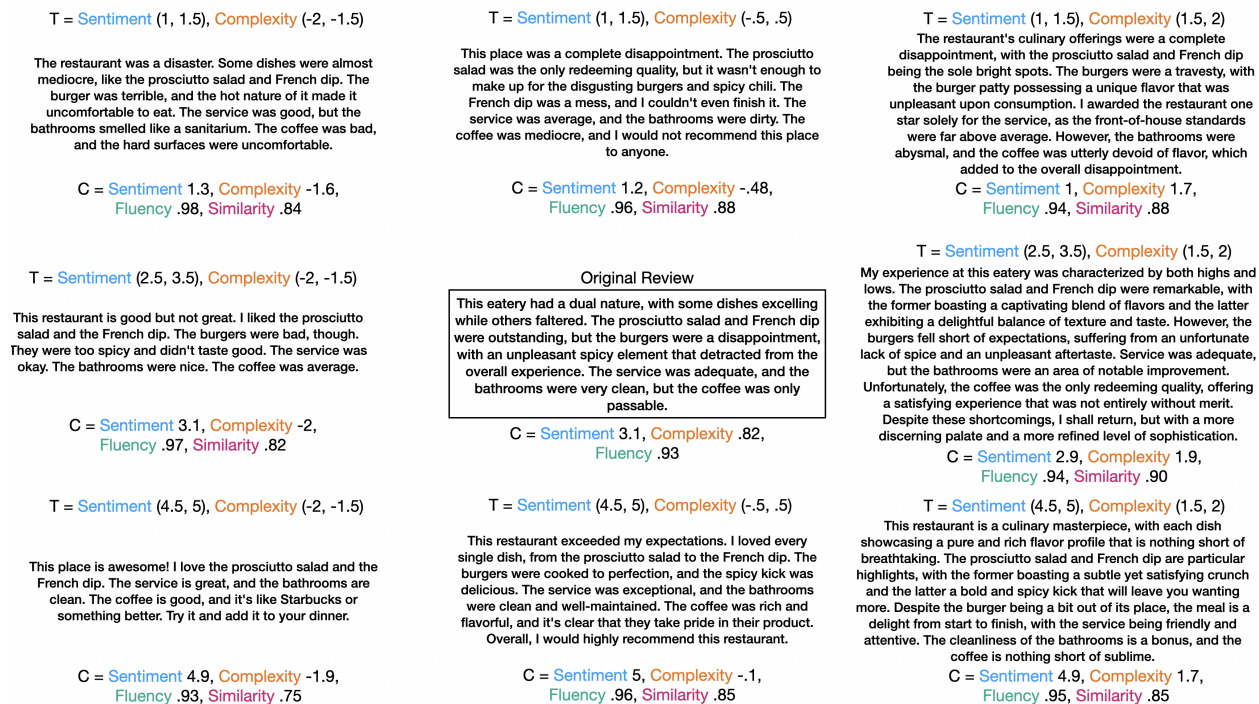 T = Sentiment (1, 1.5), Complexity (-2, -1.5)
The restaurant was a disaster. Some dishes were almost
mediocre, like the prosciutto salad and French dip. The
burger was terrible, and the hot nature of it made it
uncomfortable to eat. The service was good, but the
bathrooms smelled like a sanitarium. The coffee was bad,
and the hard surfaces were uncomfortable.
C = Sentiment 1.3, Complexity -1.6,
Fluency .98, Similarity .84
T = Sentiment (1, 1.5), Complexity (-.5, .5)
This place was a complete disappointment. The prosciutto
salad was the only redeeming quality, but it wasn't enough to
make up for the disgusting burgers and spicy chili. The
French dip was a mess, and I couldn't even finish it. The
service was average, and the bathrooms were dirty. The
coffee was mediocre, and I would not recommend this place
to anyone.
C = Sentiment 1.2, Complexity -.48,
Fluency .96, Similarity .88
T = Sentiment (1, 1.5), Complexity (1.5, 2)
The restaurant's culinary offerings were a complete
disappointment, with the prosciutto salad and French dip
being the sole bright spots. The burgers were a travesty, with
the burger patty possessing a unique flavor that was
unpleasant upon consumption. I awarded the restaurant one
star solely for the service, as the front-of-house standards
were far above average. However, the bathrooms were
abysmal, and the coffee was utterly devoid of flavor, which
added to the overall disappointment.
C = Sentiment 1, Complexity 1.7,
Fluency .94, Similarity .88
T = Sentiment (2.5, 3.5), Complexity (-2, -1.5)
This restaurant is good but not great. I liked the prosciutto
salad and the French dip. The burgers were bad, though.
They were too spicy and didn't taste good. The service was
okay. The bathrooms were nice. The coffee was average.
C = Sentiment 3.1, Complexity -2,
Fluency .97, Similarity .82
Original Review
This eatery had a dual nature, with some dishes excelling
while others faltered. The prosciutto salad and French dip
were outstanding, but the burgers were a disappointment,
with an unpleasant spicy element that detracted from the
overall experience. The service was adequate, and the
bathrooms were very clean, but the coffee was only
passable.
C = Sentiment 3.1, Complexity .82,
Fluency .93
T = Sentiment (2.5, 3.5), Complexity (1.5, 2)
My experience at this eatery was characterized by both highs and
lows. The prosciutto salad and French dip were remarkable, with
the former boasting a captivating blend of flavors and the latter
exhibiting a delightful balance of texture and taste. However, the
burgers fell short of expectations, suffering from an unfortunate
lack of spice and an unpleasant aftertaste. Service was adequate,
but the bathrooms were an area of notable improvement.
Unfortunately, the coffee was the only redeeming quality, offering
a satisfying experience that was not entirely without merit.
Despite these shortcomings, I shall return, but with a more
discerning palate and a more refined level of sophistication.
C = Sentiment 2.9, Complexity 1.9,
Fluency .94, Similarity .90
T = Sentiment (4.5, 5), Complexity (-2, -1.5)
This place is awesome! I love the prosciutto salad and the
French dip. The service is great, and the bathrooms are
clean. The coffee is good, and it's like Starbucks or
something better. Try it and add it to your dinner.
C = Sentiment 4.9, Complexity -1.9,
Fluency .93, Similarity .75
T = Sentiment (4.5, 5), Complexity (-.5, .5)
This restaurant exceeded my expectations. I loved every
single dish, from the prosciutto salad to the French dip. The
burgers were cooked to perfection, and the spicy kick was
delicious. The service was exceptional, and the bathrooms
were clean and well-maintained. The coffee was rich and
flavorful, and it's clear that they take pride in their product.
Overall, I would highly recommend this restaurant.
C = Sentiment 5, Complexity -.1,
Fluency .96, Similarity .85
T = Sentiment (4.5, 5), Complexity (1.5, 2)
This restaurant is a culinary masterpiece, with each dish
showcasing a pure and rich flavor profile that is nothing short of
breathtaking. The prosciutto salad and French dip are particular
highlights, with the former boasting a subtle yet satisfying crunch
and the latter a bold and spicy kick that will leave you wanting
more. Despite the burger being a bit out of its place, the meal is a
delight from start to finish, with the service being friendly and
attentive. The cleanliness of the bathrooms is a bonus, and the
coffee is nothing short of sublime.
C = Sentiment 4.9, Complexity 1.7,
Fluency .95, Similarity .85